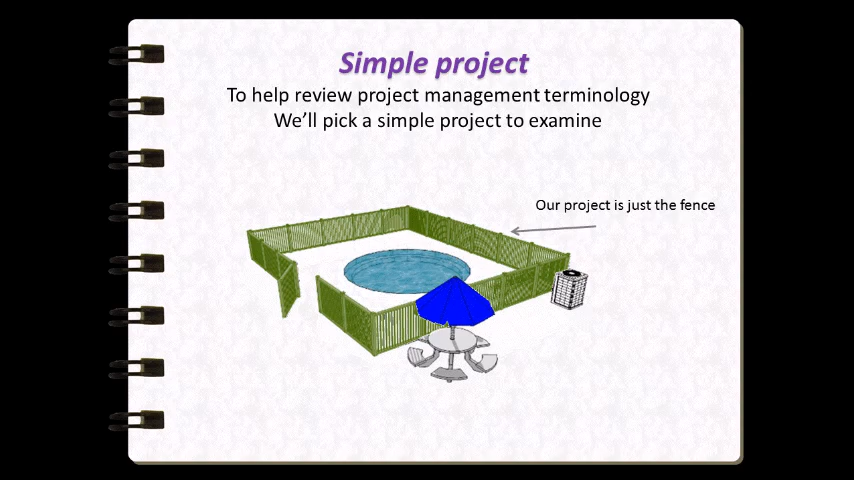 Simple project
To help review project management terminology
We'll pick a simple project to examine
Our project is just the fence